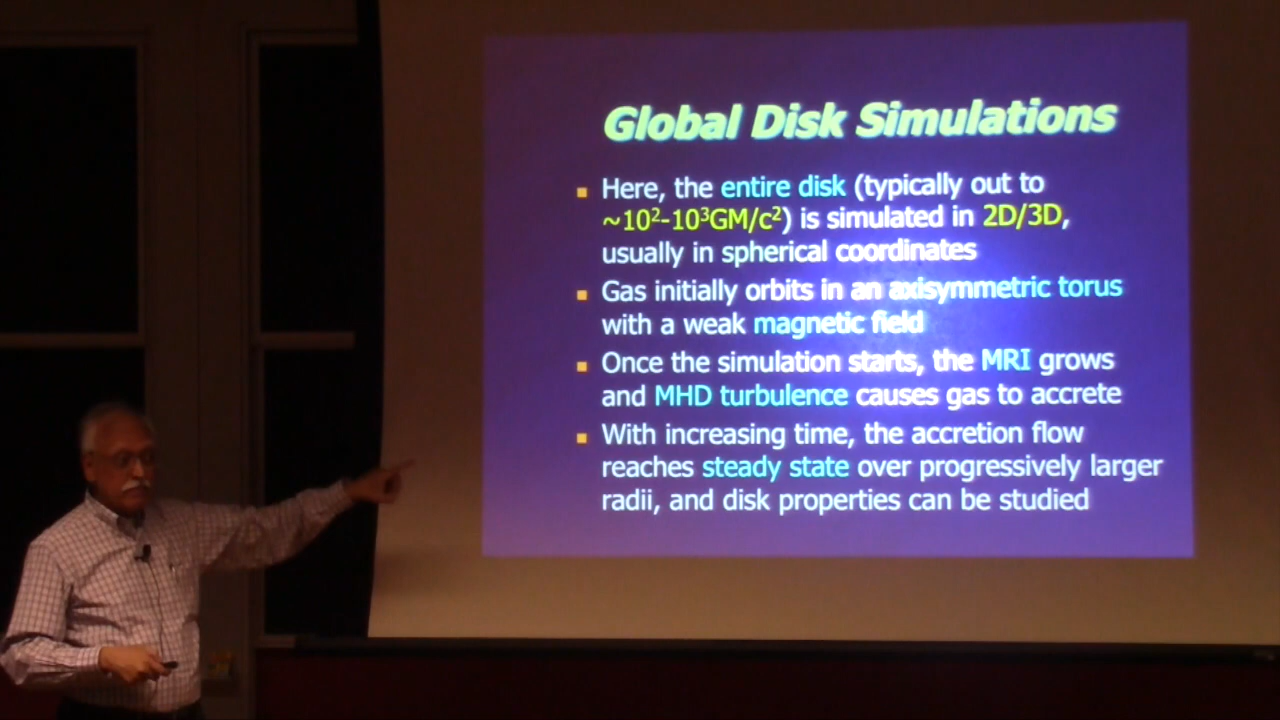 Global Disk Simulations
Here, the entire disk (typically out to
~10²-10³GM/c²) is simulated in 2D/3D,
usually in spherical coordinates
Gas initially orbits in an axisymmetric torus
with a weak magnetic field
Once the simulation starts, the MRI grows
and MHD turbulence causes gas to accrete
With increasing time, the accretion flow
reaches steady state over progressively larger
radii, and disk properties can be studied